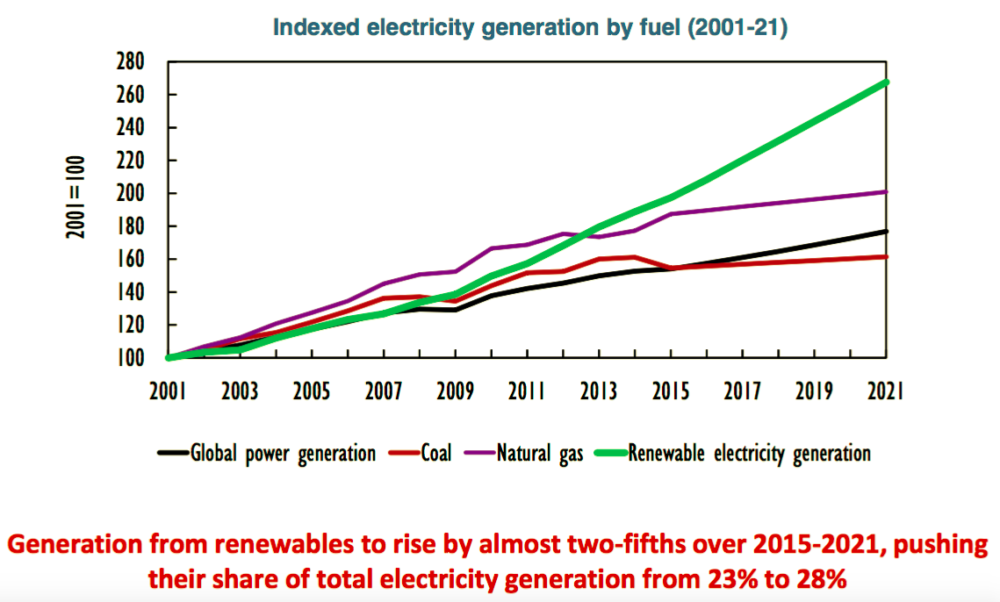 Indexed electricity generation by fuel (2001-21)
280
260
240
220
200
180
160
140
120
100
2001 = 100
2001 2003 2005 2007 2009 2011 2013 2015 2017 2019 2021
Global power generation Coal Natural gas Renewable electricity generation
Generation from renewables to rise by almost two-fifths over 2015-2021, pushing
their share of total electricity generation from 23% to 28%